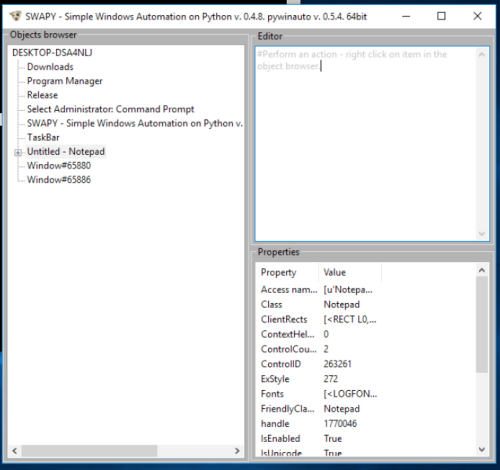 SWAPY - Simple Windows Automation on Python v. 0.4.8. pywinauto v. 0.5.4. 64bit
Objects browser
DESKTOP-DSA4NLJ
Downloads
Program Manager
Release
Select Administrator: Command Prompt
SWAPY - Simple Windows Automation on Python v.
TaskBar
Untitled - Notepad
Window#65880
Window#65886
Editor
#Perform an action - right click on item in the
object browser.
Properties
Property Value
Access nam... [u'Notepa...
Class Notepad
ClientRects [<RECT L0,...
ContextHel... 0
ControlCou... 2
ControlID 263261
ExStyle 272
Fonts [<LOGFON...
FriendlyCla... Notepad
handle 1770046
IsEnabled True
IsUnicode True